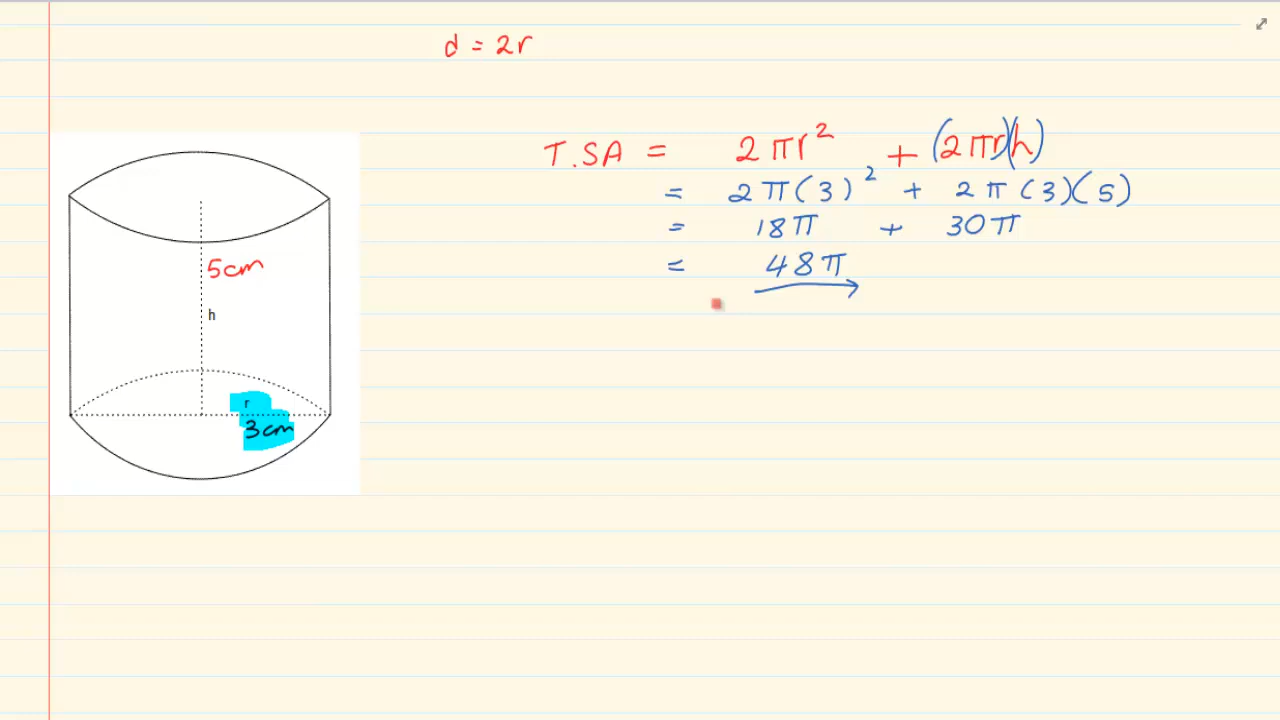 d = 2r
T.SA = 2πr² + (2πr)(h)
= 2π(3)² + 2π(3)(5)
= 18π + 30π
= 48π
5cm
h
r
3cm